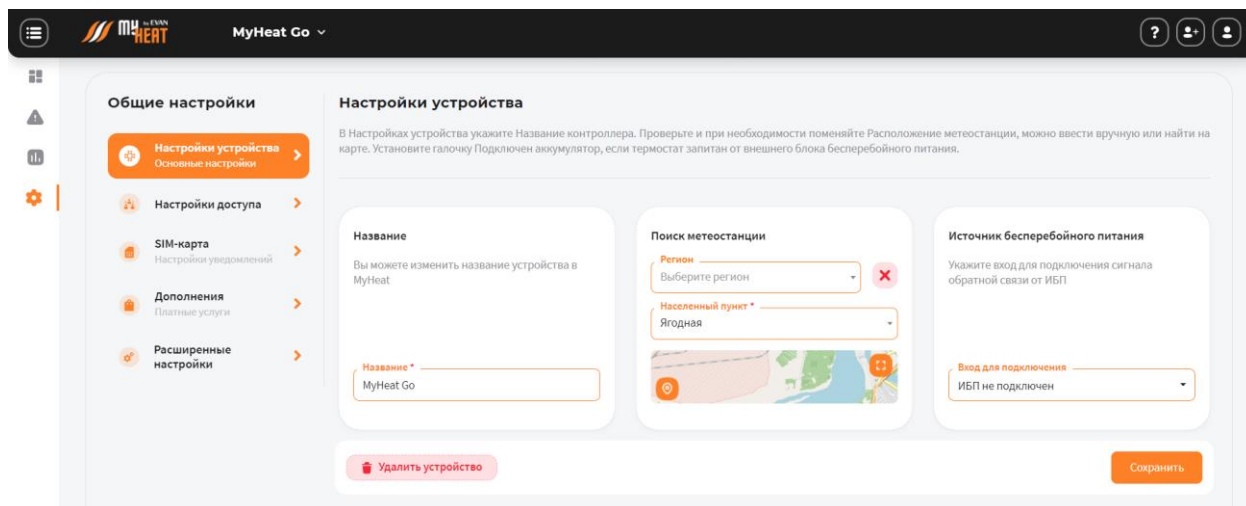 by EVAN
MYHEAT
MyHeat Go
?
Общие настройки
Настройки устройства
Основные настройки
Настройки доступа
SIM-карта
Настройки уведомлений
Дополнения
Платные услуги
Расширенные
настройки
Настройки устройства
В Настройках устройства укажите Название контроллера. Проверьте и при необходимости поменяйте Расположение метеостанции, можно ввести вручную или найти на
карте. Установите галочку Подключен аккумулятор, если термостат запитан от внешнего блока бесперебойного питания.
Название
Вы можете изменить название устройства в
MyHeat
Название *
MyHeat Go
Поиск метеостанции
Регион
Выберите регион
Населенный пункт *
Ягодная
Источник бесперебойного питания
Укажите вход для подключения сигнала
обратной связи от ИБП
Вход для подключения
ИБП не подключен
Удалить устройство
Сохранить